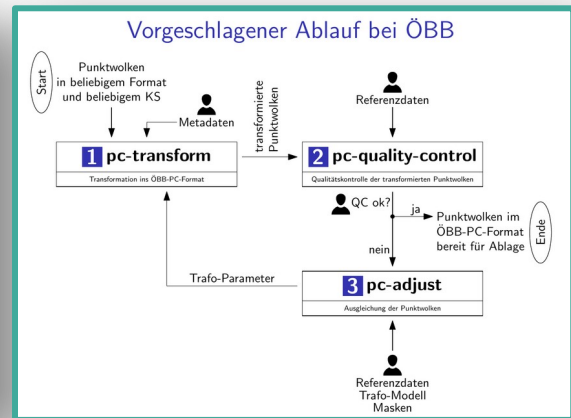 Vorgeschlagener Ablauf bei ÖBB
Start
Punktwolken
in beliebigem Format
und beliebigem KS
Metadaten
transformierte
Punktwolken
Referenzdaten
1 pc-transform
Transformation ins ÖBB-PC-Format
2 pc-quality-control
Qualitätskontrolle der transformierten Punktwolken
QC ok?
ja
Punktwolken im
ÖBB-PC-Format
bereit für Ablage
Ende
nein
Trafo-Parameter
3 pc-adjust
Ausgleichung der Punktwolken
Referenzdaten
Trafo-Modell
Masken